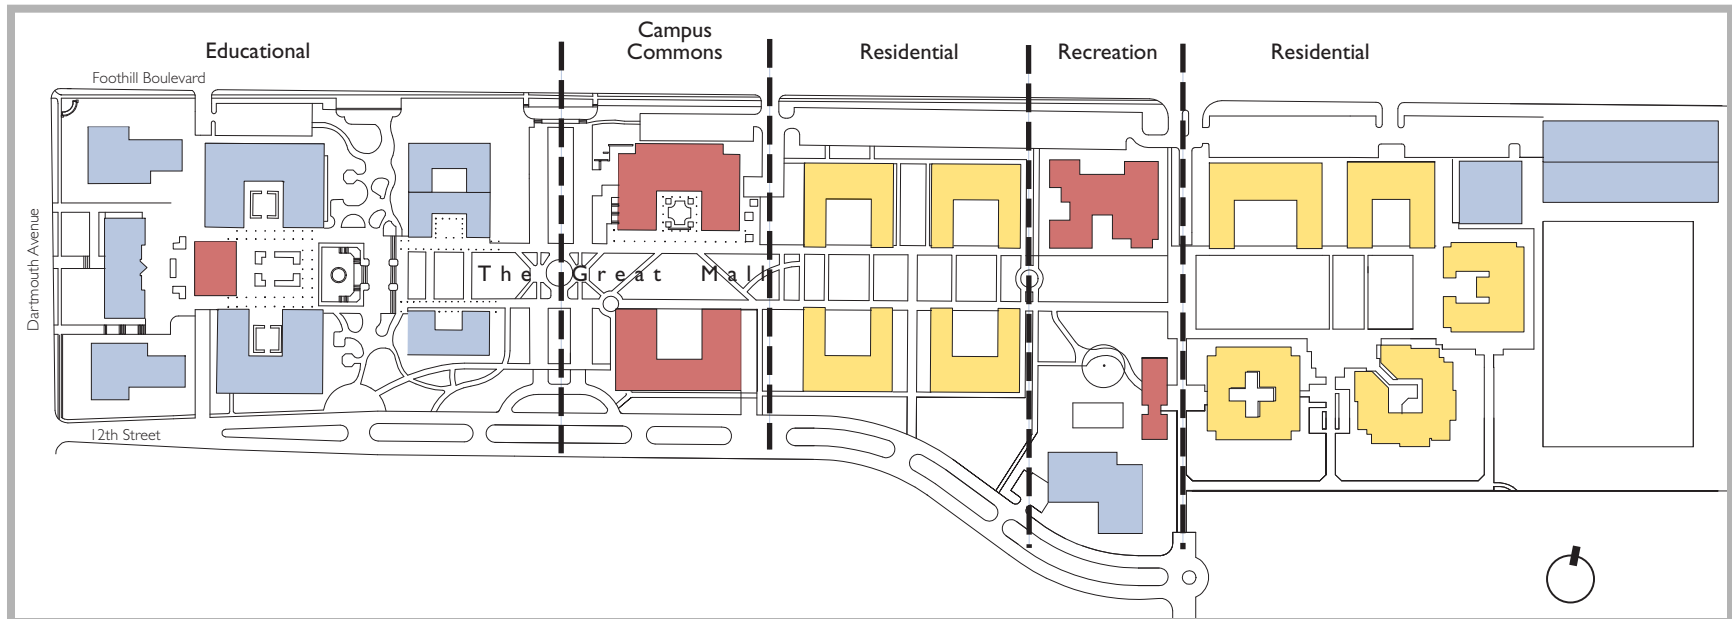 Educational
Campus
Commons
Residential
Recreation
Residential
Foothill Boulevard
Dartmouth Avenue
The Great Mall
12th Street